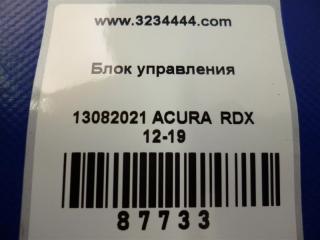 www.3234444.com
Блок управления
13082021 ACURA RDX
12-19
87733